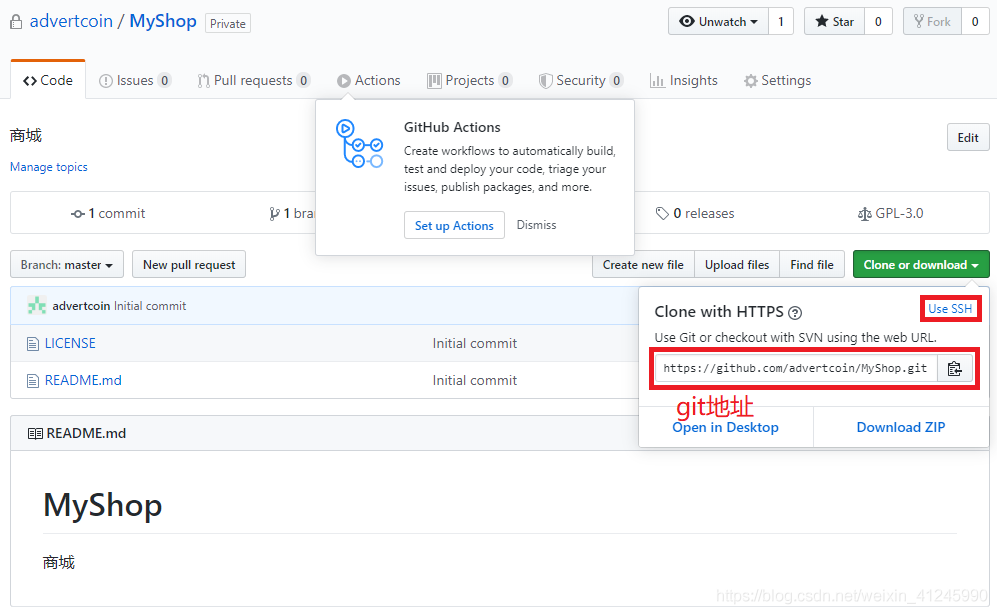 advertcoin / MyShop Private
Unwatch 1 Star 0 Fork 0
Code Issues 0 Pull requests 0 Actions Projects 0 Security 0 Insights Settings
商城
Edit
Manage topics
GitHub Actions
Create workflows to automatically build,
test and deploy your code, triage your
issues, publish packages, and more.
Set up Actions Dismiss
1 commit 1 bra 0 releases GPL-3.0
Branch: master New pull request Create new file Upload files Find file Clone or download
advertcoin Initial commit
LICENSE Initial commit
README.md Initial commit
Clone with HTTPS Use SSH
Use Git or checkout with SVN using the web URL.
https://github.com/advertcoin/MyShop.git
git地址
Open in Desktop Download ZIP
README.md
MyShop
商城
https://blog.csdn.net/weixin_41245990